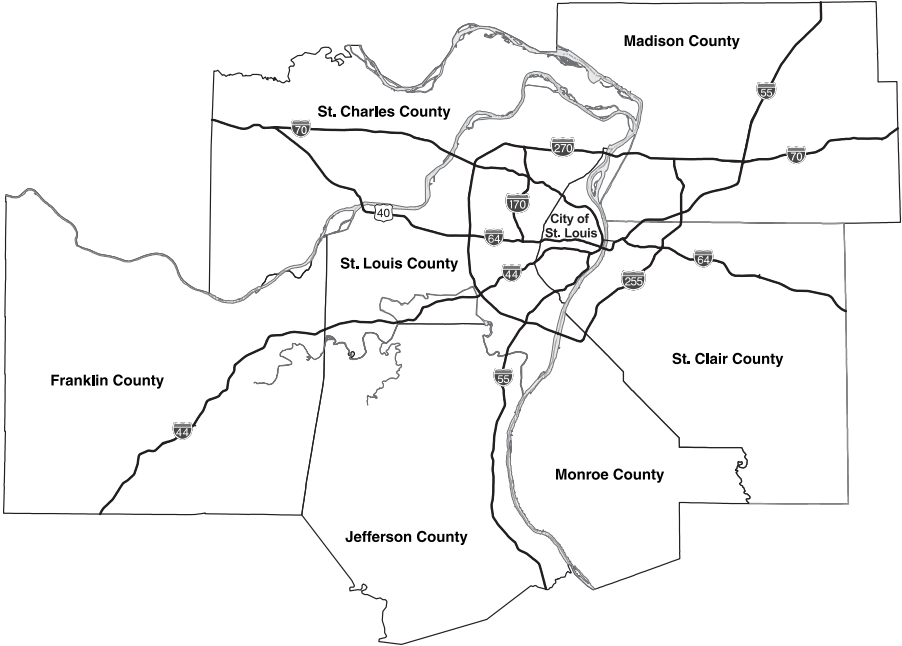 Madison County
55
St. Charles County
70
270
70
170
40
City of
St. Louis
64
St. Louis County
44
64
255
St. Clair County
Franklin County
55
44
Monroe County
Jefferson County